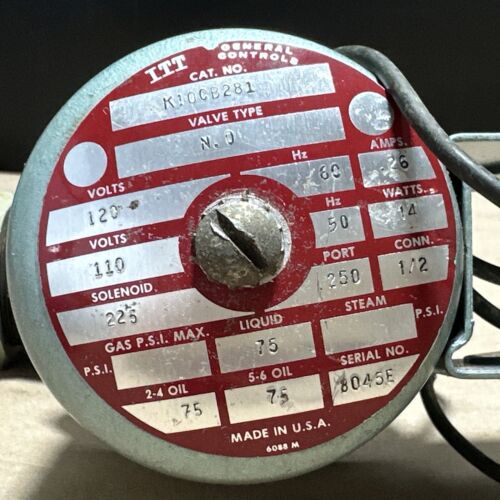 ITT GENERAL CONTROLS
CAT. NO.
K10CB281
VALVE TYPE
N.O
VOLTS 120 Hz 60 AMPS. 26
VOLTS 110 Hz 50 WATTS. 14
SOLENOID 225 PORT 250 CONN. 1/2
GAS P.S.I. MAX. LIQUID STEAM
P.S.I. 75 P.S.I.
2-4 OIL 5-6 OIL SERIAL NO.
75 75 8045E
MADE IN U.S.A.
6088 M